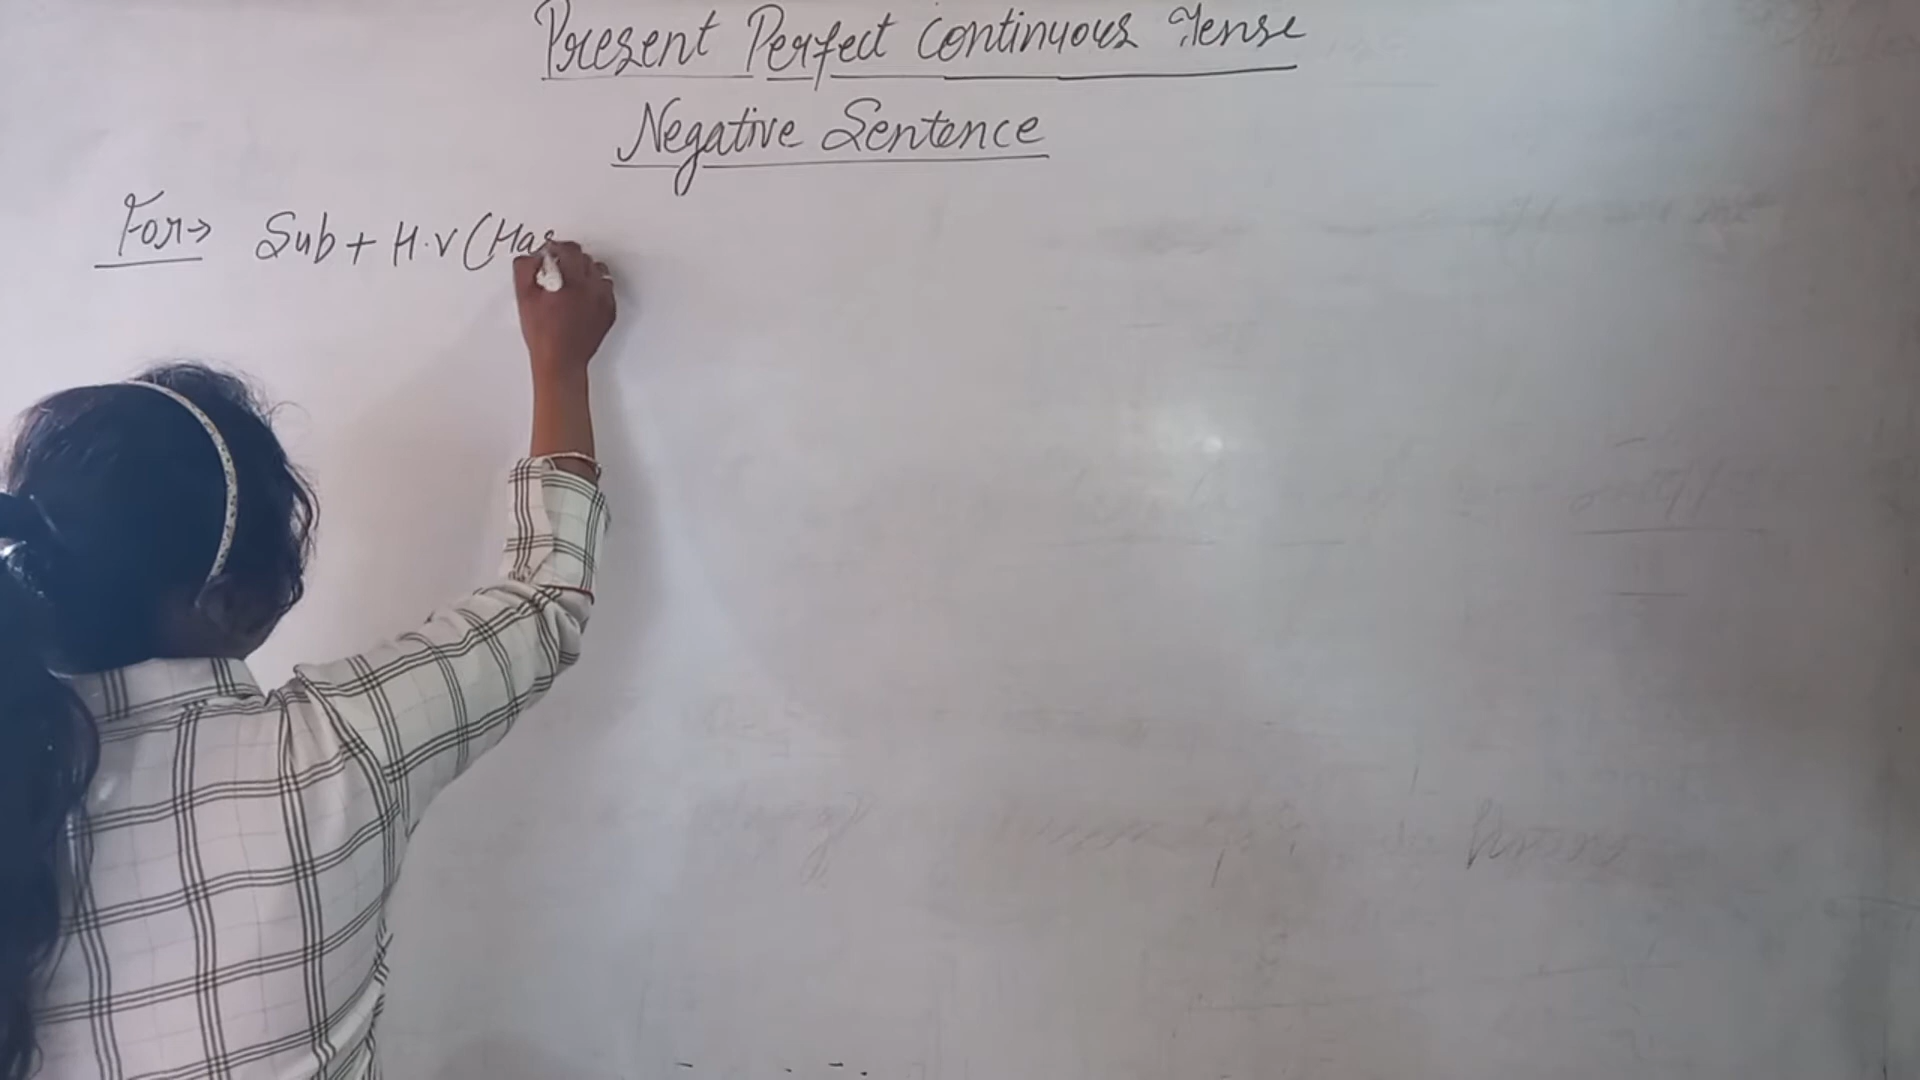 Present Perfect Continuous Tense
Negative Sentence
For→ Sub + H.V (Has